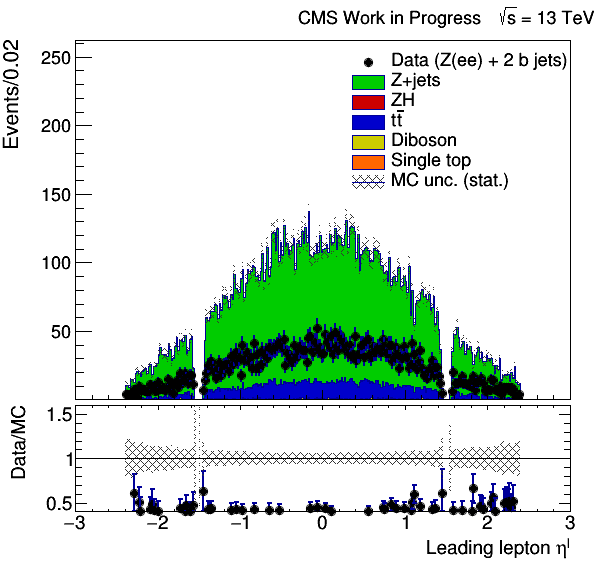 CMS Work in Progress √s = 13 TeV
Events/0.02
250
200
150
100
50
Data (Z(ee) + 2 b jets)
Z+jets
ZH
tt̄
Diboson
Single top
MC unc. (stat.)
Data/MC
1.5
1
0.5
−3 −2 −1 0 1 2 3
Leading lepton ηˡ